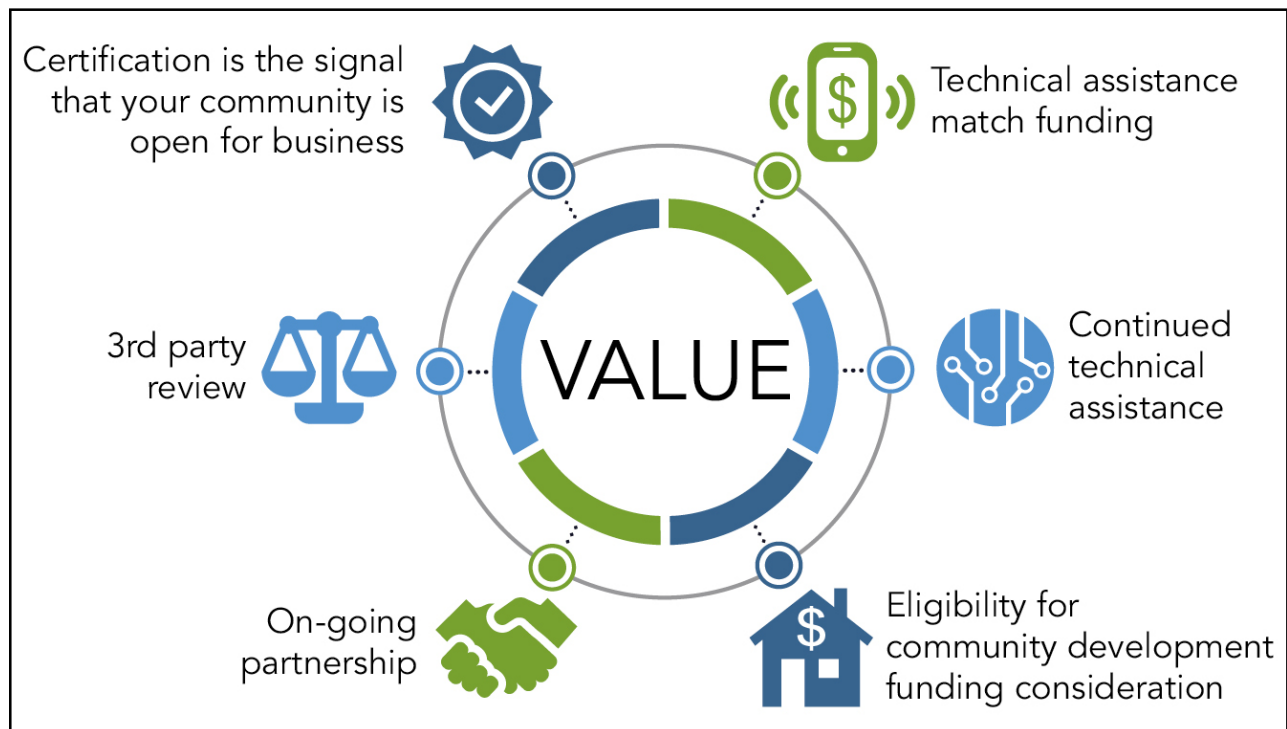 Certification is the signal
that your community is
open for business
$
Technical assistance
match funding
3rd party
review
VALUE
Continued
technical
assistance
On-going
partnership
$
Eligibility for
community development
funding consideration